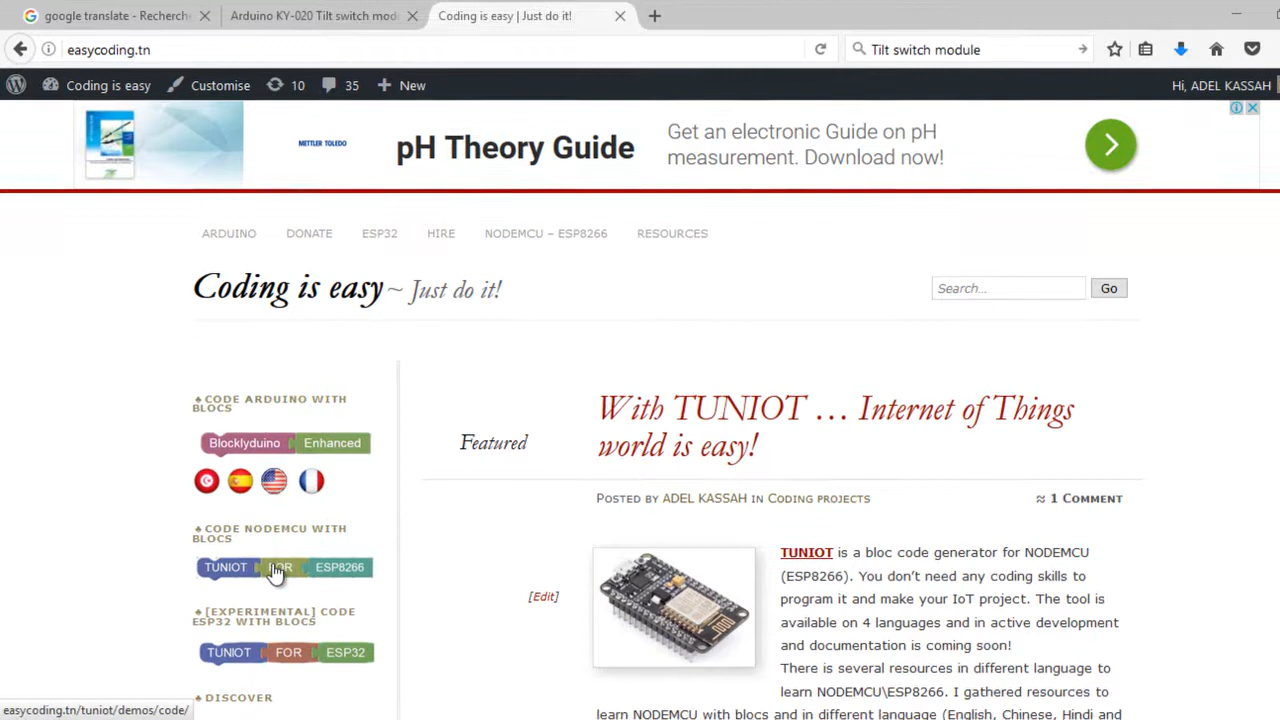 google translate - Recherche
Arduino KY-020 Tilt switch mod
Coding is easy | Just do it!
easycoding.tn
Tilt switch module
Coding is easy
Customise
10
35
New
Hi, ADEL KASSAH
METTLER TOLEDO
pH Theory Guide
Get an electronic Guide on pH
measurement. Download now!
ARDUINO DONATE ESP32 HIRE NODEMCU – ESP8266 RESOURCES
Coding is easy ~ Just do it!
Search...
Go
♠ CODE ARDUINO WITH
BLOCS
Blocklyduino Enhanced
♠ CODE NODEMCU WITH
BLOCS
TUNIOT FOR ESP8266
♠ [EXPERIMENTAL] CODE
ESP32 WITH BLOCS
TUNIOT FOR ESP32
♠ DISCOVER
Featured
With TUNIOT … Internet of Things
world is easy!
POSTED BY ADEL KASSAH IN CODING PROJECTS
≈ 1 COMMENT
[Edit]
TUNIOT is a bloc code generator for NODEMCU
(ESP8266). You don't need any coding skills to
program it and make your IoT project. The tool is
available on 4 languages and in active development
and documentation is coming soon!
There is several resources in different language to
learn NODEMCU\ESP8266. I gathered resources to
learn NODEMCU with blocs and in different language (English, Chinese, Hindi and
easycoding.tn/tuniot/demos/code/